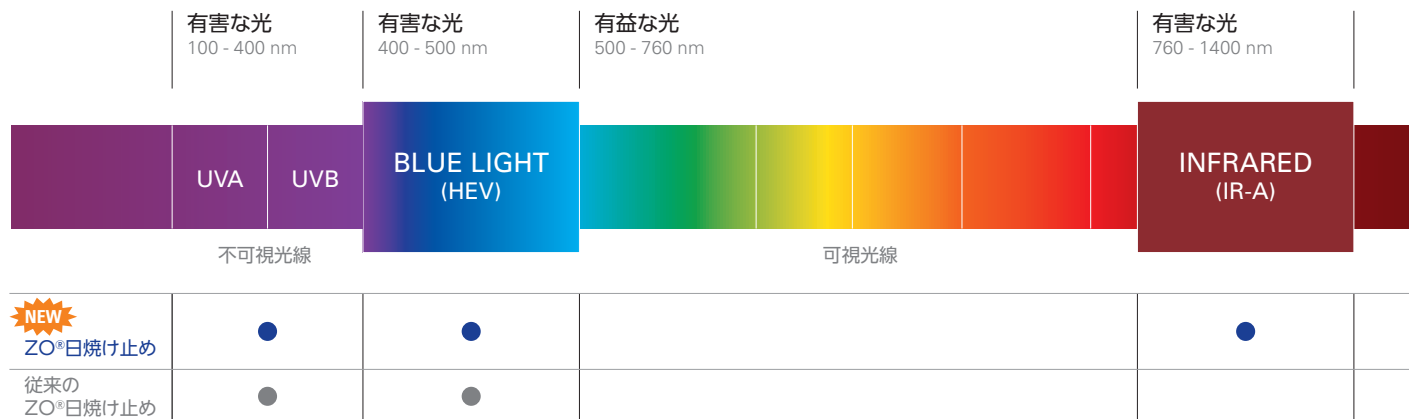 有害な光
100 - 400 nm
有害な光
400 - 500 nm
有益な光
500 - 760 nm
有害な光
760 - 1400 nm
UVA
UVB
BLUE LIGHT
(HEV)
INFRARED
(IR-A)
不可視光線
可視光線
NEW
ZO®日焼け止め
従来の
ZO®日焼け止め